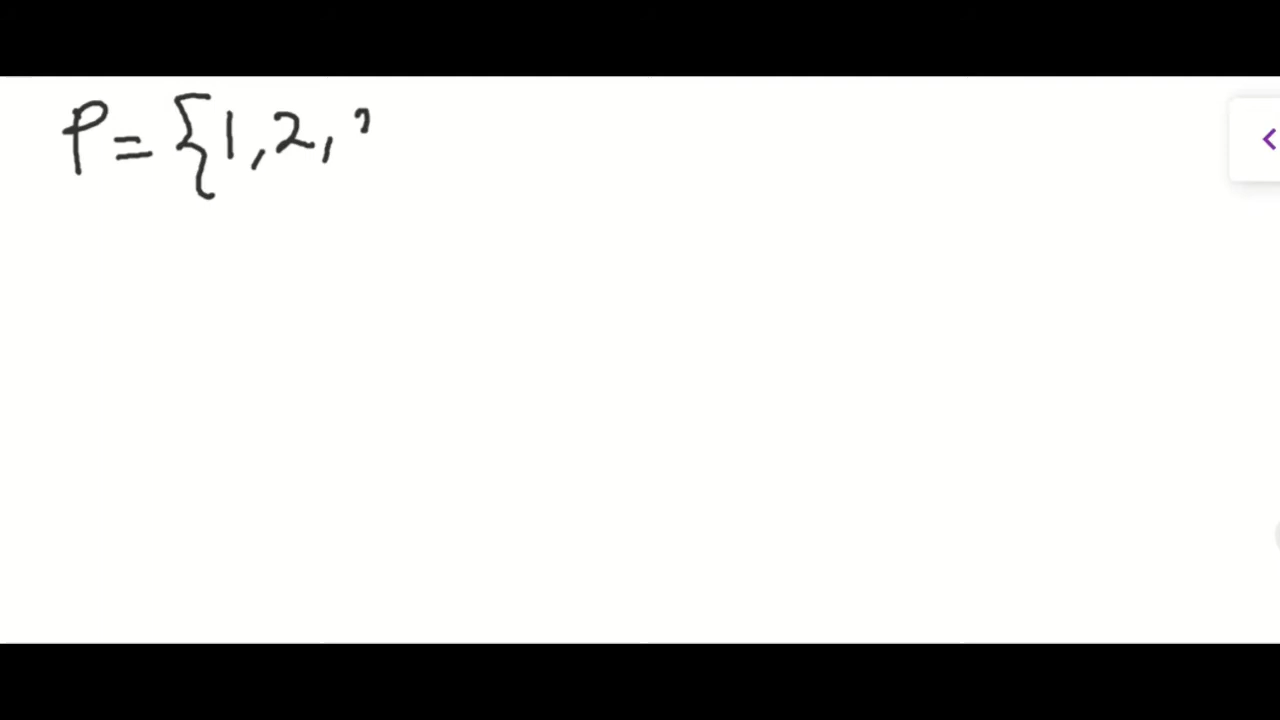 P = {1, 2,